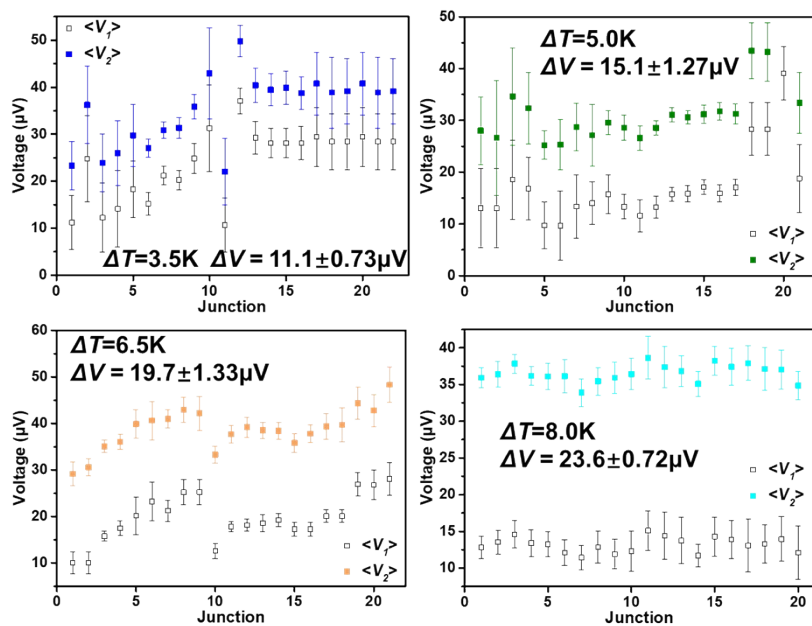 <V1>
<V2>
ΔT=3.5K ΔV = 11.1±0.73µV
Voltage (µV)
0
10
20
30
40
50
0 5 10 15 20
Junction
ΔT=5.0K
ΔV = 15.1±1.27µV
<V1>
<V2>
Voltage (µV)
0
10
20
30
40
50
0 5 10 15 20
Junction
ΔT=6.5K
ΔV = 19.7±1.33µV
<V1>
<V2>
Voltage (µV)
10
20
30
40
50
60
0 5 10 15 20
Junction
ΔT=8.0K
ΔV = 23.6±0.72µV
<V1>
<V2>
Voltage (µV)
10
15
20
25
30
35
40
0 5 10 15 20
Junction